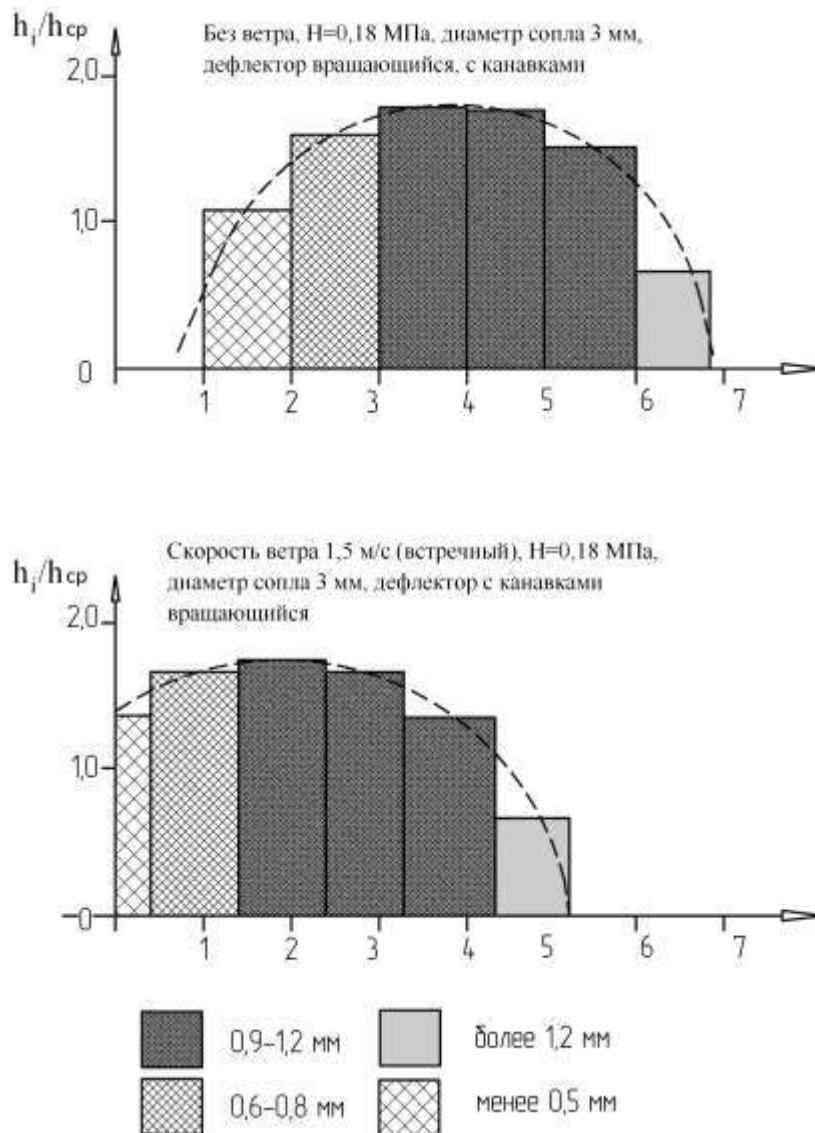 h_i/h_ср
Без ветра, H=0,18 МПа, диаметр сопла 3 мм,
дефлектор вращающийся, с канавками
2,0
1,0
0
1 2 3 4 5 6 7
Скорость ветра 1,5 м/с (встречный), H=0,18 МПа,
h_i/h_ср
диаметр сопла 3 мм, дефлектор с канавками
вращающийся
2,0
1,0
0
1 2 3 4 5 6 7
0,9-1,2 мм
более 1,2 мм
0,6-0,8 мм
менее 0,5 мм